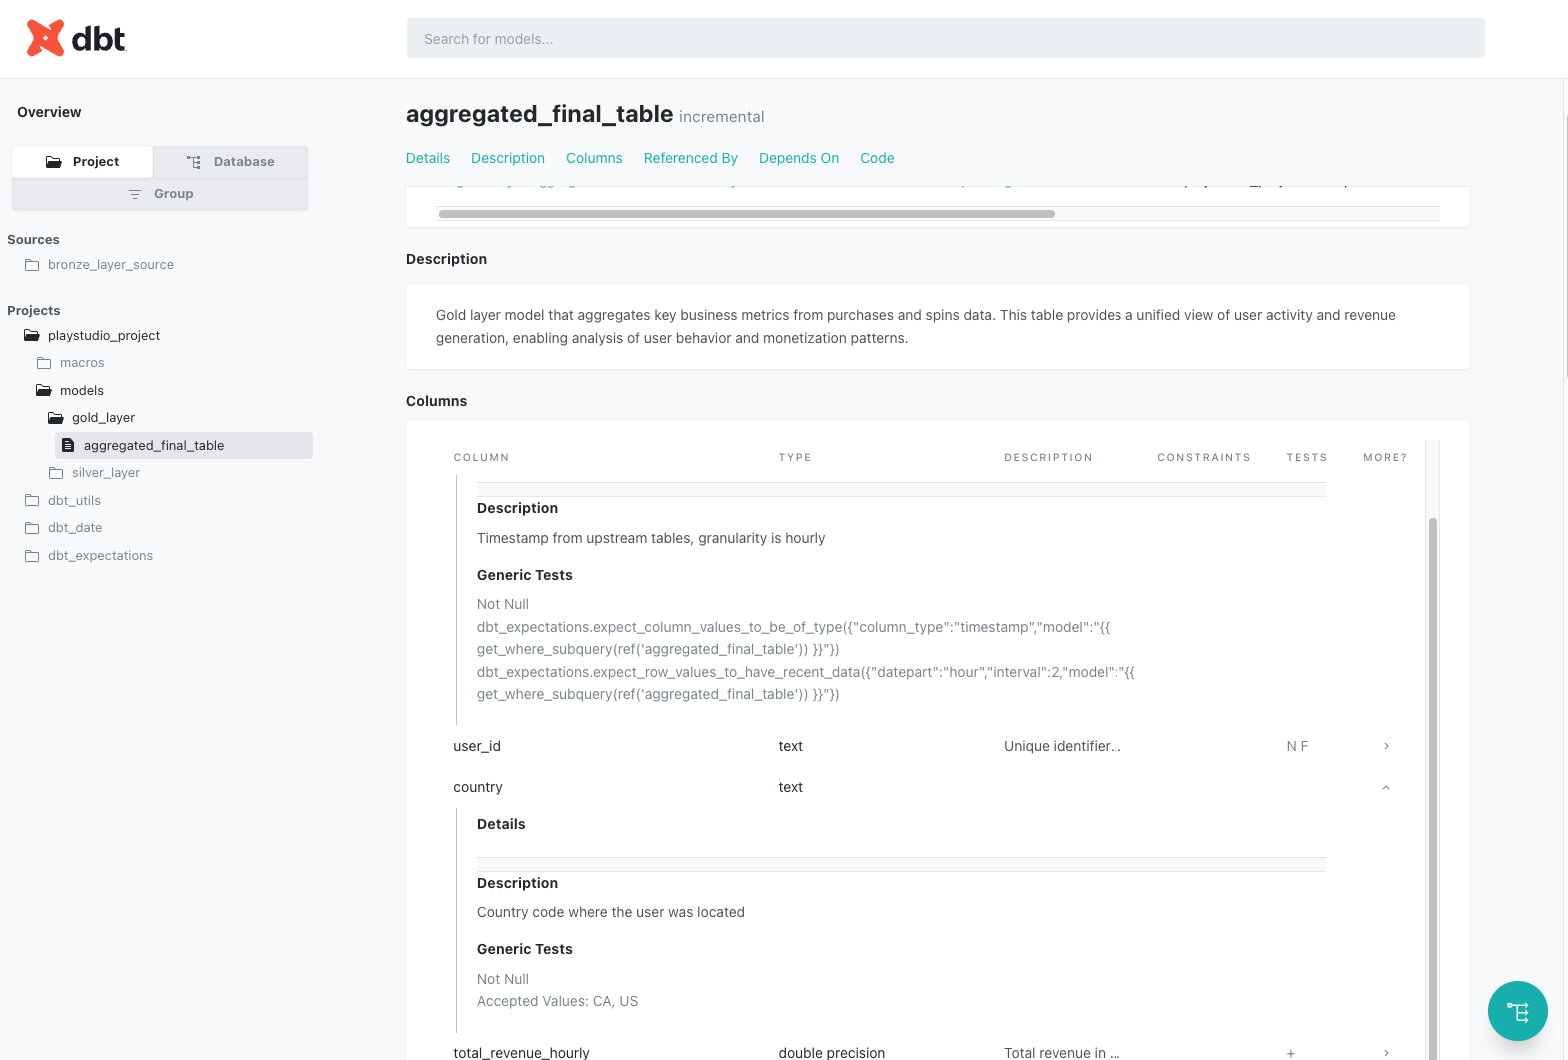 dbt
Search for models...
Overview
Project
Database
Group
Sources
bronze_layer_source
Projects
playstudio_project
macros
models
gold_layer
aggregated_final_table
silver_layer
dbt_utils
dbt_date
dbt_expectations
aggregated_final_table incremental
Details Description Columns Referenced By Depends On Code
Description
Gold layer model that aggregates key business metrics from purchases and spins data. This table provides a unified view of user activity and revenue
generation, enabling analysis of user behavior and monetization patterns.
Columns
COLUMN TYPE DESCRIPTION CONSTRAINTS TESTS MORE?
Description
Timestamp from upstream tables, granularity is hourly
Generic Tests
Not Null
dbt_expectations.expect_column_values_to_be_of_type({"column_type":"timestamp","model":"{{
get_where_subquery(ref('aggregated_final_table')) }}"})
dbt_expectations.expect_row_values_to_have_recent_data({"datepart":"hour","interval":2,"model":"{{
get_where_subquery(ref('aggregated_final_table')) }}"})
user_id text Unique identifier... N F
country text
Details
Description
Country code where the user was located
Generic Tests
Not Null
Accepted Values: CA, US
total_revenue_hourly double precision Total revenue in ... +